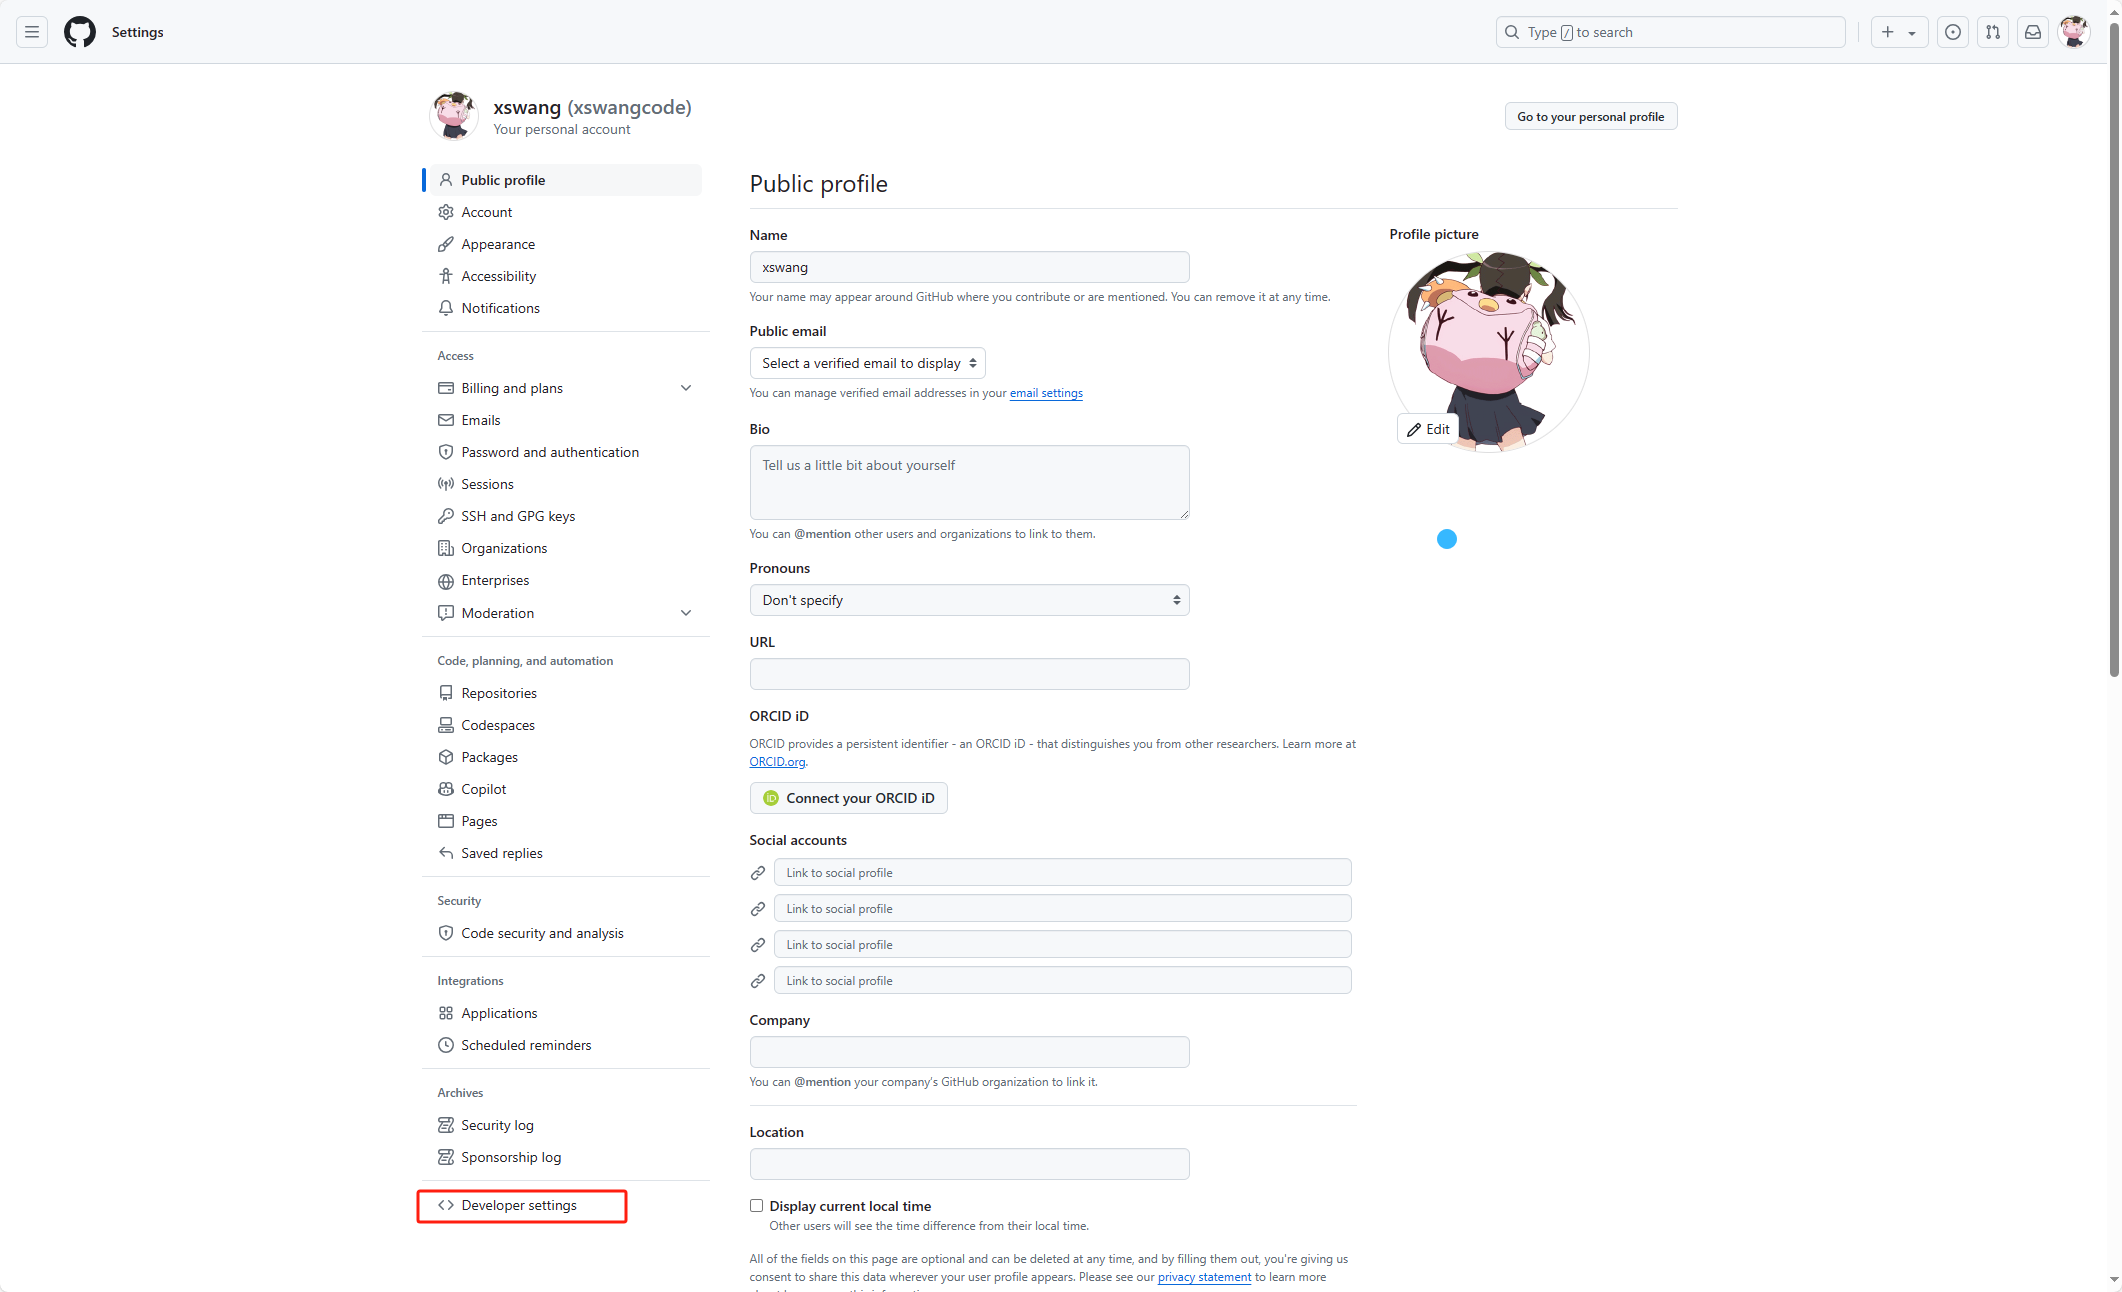 Settings
Type / to search
xswang (xswangcode)
Your personal account
Go to your personal profile
Public profile
Account
Appearance
Accessibility
Notifications
Access
Billing and plans
Emails
Password and authentication
Sessions
SSH and GPG keys
Organizations
Enterprises
Moderation
Code, planning, and automation
Repositories
Codespaces
Packages
Copilot
Pages
Saved replies
Security
Code security and analysis
Integrations
Applications
Scheduled reminders
Archives
Security log
Sponsorship log
Developer settings
Public profile
Name
xswang
Your name may appear around GitHub where you contribute or are mentioned. You can remove it at any time.
Public email
Select a verified email to display
You can manage verified email addresses in your email settings
Bio
Tell us a little bit about yourself
You can @mention other users and organizations to link to them.
Pronouns
Don't specify
URL
ORCID iD
ORCID provides a persistent identifier - an ORCID iD - that distinguishes you from other researchers. Learn more at
ORCID.org.
iD Connect your ORCID iD
Social accounts
Link to social profile
Link to social profile
Link to social profile
Link to social profile
Company
You can @mention your company's GitHub organization to link it.
Location
Display current local time
Other users will see the time difference from their local time.
All of the fields on this page are optional and can be deleted at any time, and by filling them out, you're giving us
consent to share this data wherever your user profile appears. Please see our privacy statement to learn more
Profile picture
Edit